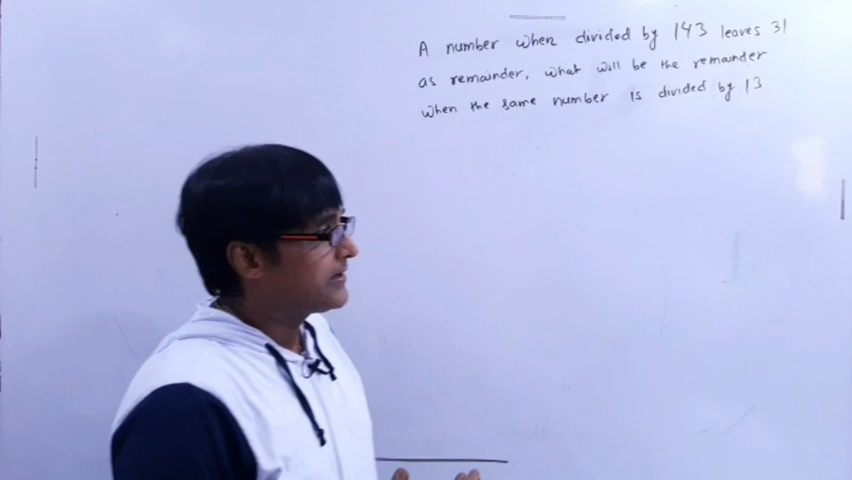 A number when divided by 143 leaves 31
as remainder, what will be the remainder
when the same number is divided by 13